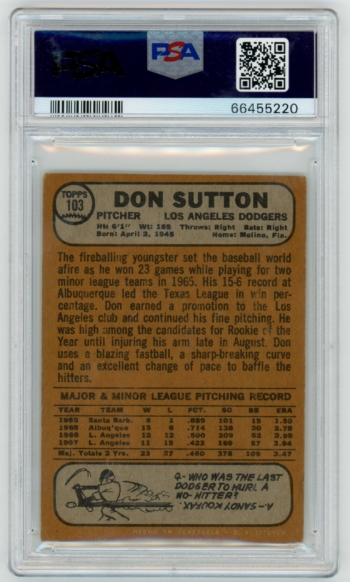 PSA
PSA
66455220
TOPPS
103
DON SUTTON
PITCHER LOS ANGELES DODGERS
Ht: 6'1" Wt: 185 Throws: Right Bats: Right
Born: April 2, 1945 Home: Molino, Fla.
The fireballing youngster set the baseball
world afire as he won 23 games while playing for two
minor league teams in 1965. His 15-6 record at
Albuquerque led the Texas League in win per-
centage. Don earned a promotion to the Los
Angeles club and continued his fine pitching. He
was high among the candidates for Rookie of the
Year until injuring his arm late in August. Don
uses a blazing fastball, a sharp-breaking curve
and an excellent change of pace to baffle the
hitters.
MAJOR & MINOR LEAGUE PITCHING RECORD
YEAR TEAM W L PCT. SO BB ERA
1965 Santa Barb. 8 1 .889 101 15 1.50
1965 Albuq'que 15 6 .714 138 30 2.78
1966 L. Angeles 12 12 .500 209 52 2.99
1967 L. Angeles 11 15 .423 169 57 3.94
Maj. Totals 2 Yrs. 23 27 .460 378 109 3.47
Q-WHO WAS THE LAST
DODGER TO HURL A
NO-HITTER?
A-SANDY KOUFAX.